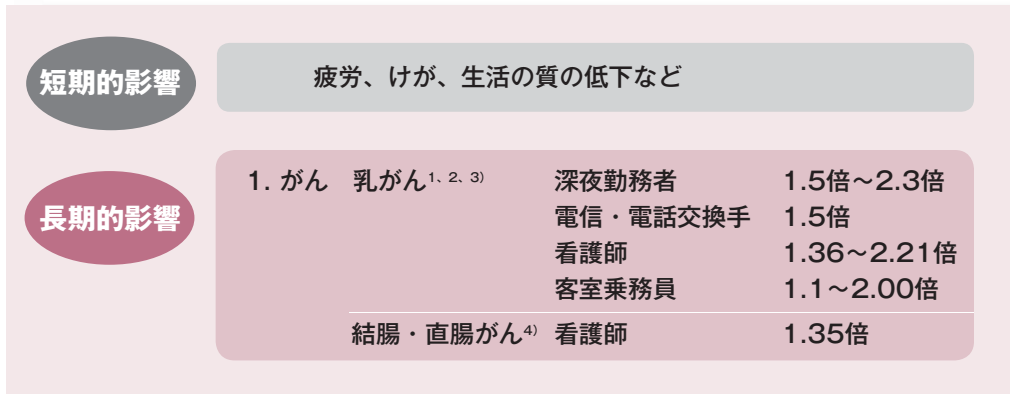 短期的影響
疲労、けが、生活の質の低下など
長期的影響
1. がん 乳がん1、2、3) 深夜勤務者 1.5倍〜2.3倍
電信・電話交換手 1.5倍
看護師 1.36〜2.21倍
客室乗務員 1.1〜2.00倍
結腸・直腸がん4) 看護師 1.35倍